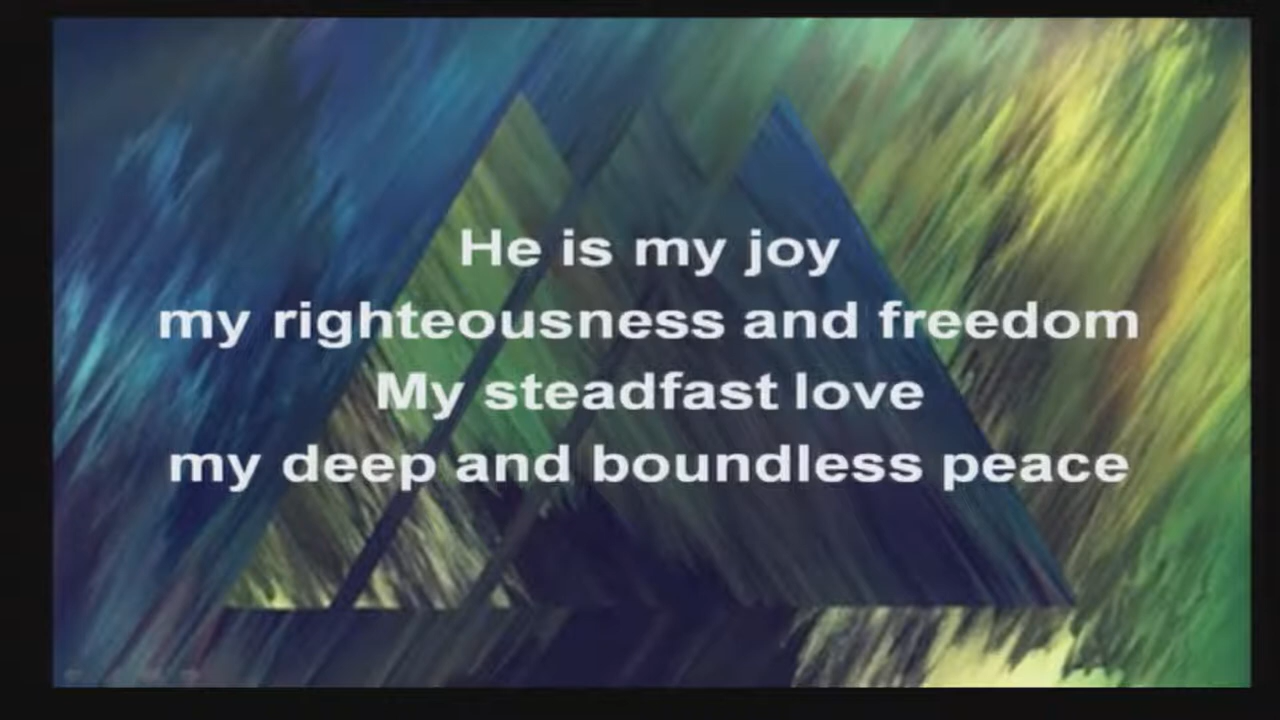 He is my joy
my righteousness and freedom
My steadfast love
my deep and boundless peace